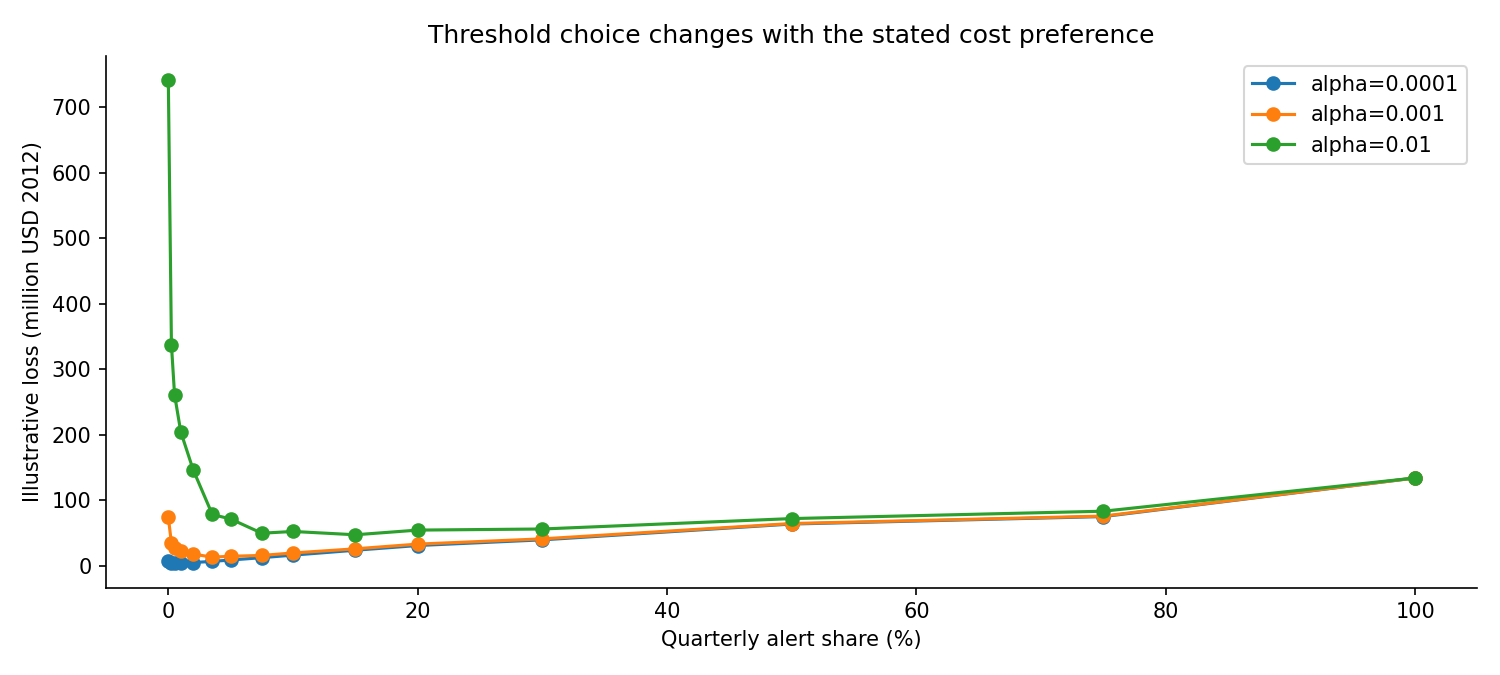 Threshold choice changes with the stated cost preference
alpha=0.0001
alpha=0.001
alpha=0.01
Illustrative loss (million USD 2012)
700
600
500
400
300
200
100
0
0 20 40 60 80 100
Quarterly alert share (%)